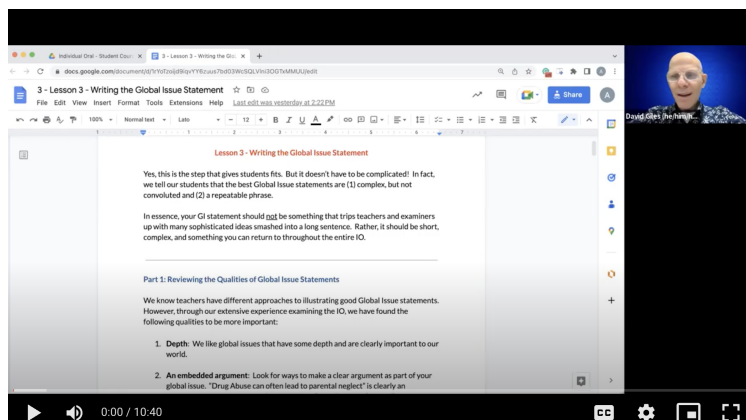 Individual Oral - Student Cour
3 - Lesson 3 - Writing the Glo
3 - Lesson 3 - Writing the Global Issue Statement
File Edit View Insert Format Tools Extensions Help Last edit was yesterday at 2:22 PM
Share
A
100% Normal text Lato 12 B I U A
Lesson 3 - Writing the Global Issue Statement
Yes, this is the step that gives students fits. But it doesn't have to be complicated! In fact,
we tell our students that the best Global Issue statements are (1) complex, but not
convoluted and (2) a repeatable phrase.
In essence, your GI statement should not be something that trips teachers and examiners
up with many sophisticated ideas smashed into a long sentence. Rather, it should be short,
complex, and something you can return to throughout the entire IO.
Part 1: Reviewing the Qualities of Global Issue Statements
We know teachers have different approaches to illustrating good Global Issue statements.
However, through our extensive experience examining the IO, we have found the
following qualities to be more important:
1. Depth: We like global issues that have some depth and are clearly important to our
world.
2. An embedded argument: Look for ways to make a clear argument as part of your
global issue. "Drug Abuse can often lead to parental neglect" is clearly an
0:00 / 10:40
CC